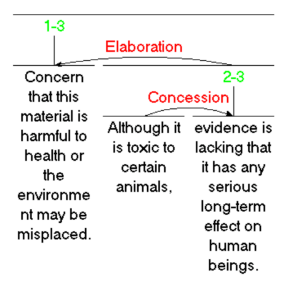 1-3
Elaboration
Concern
that this
material is
harmful to
health or
the
environme
nt may be
misplaced.
2-3
Concession
Although it
is toxic to
certain
animals,
evidence is
lacking that
it has any
serious
long-term
effect on
human
beings.